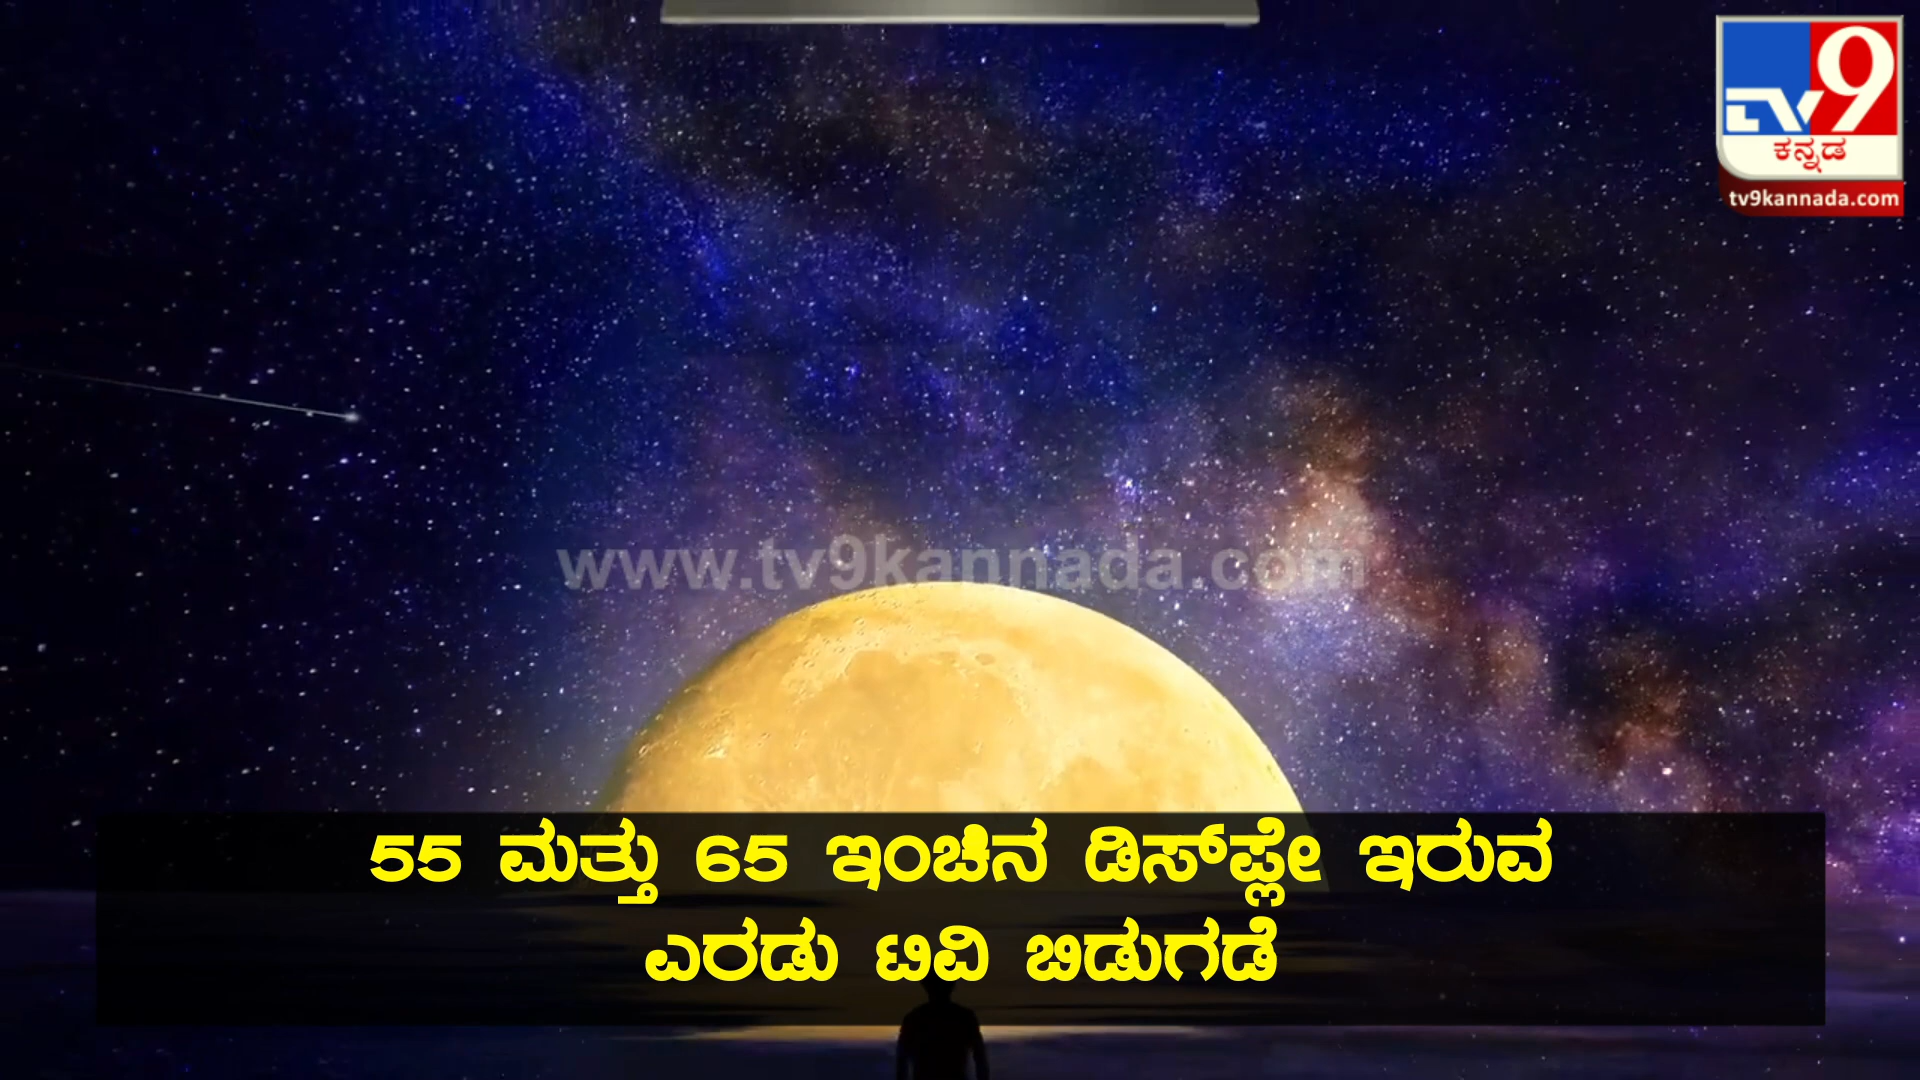 TV9
ಕನ್ನಡ
tv9kannada.com
www.tv9kannada.com
55 ಮತ್ತು 65 ಇಂಚಿನ ಡಿಸ್‌ಪ್ಲೇ ಇರುವ
ಎರಡು ಟಿವಿ ಬಿಡುಗಡೆ